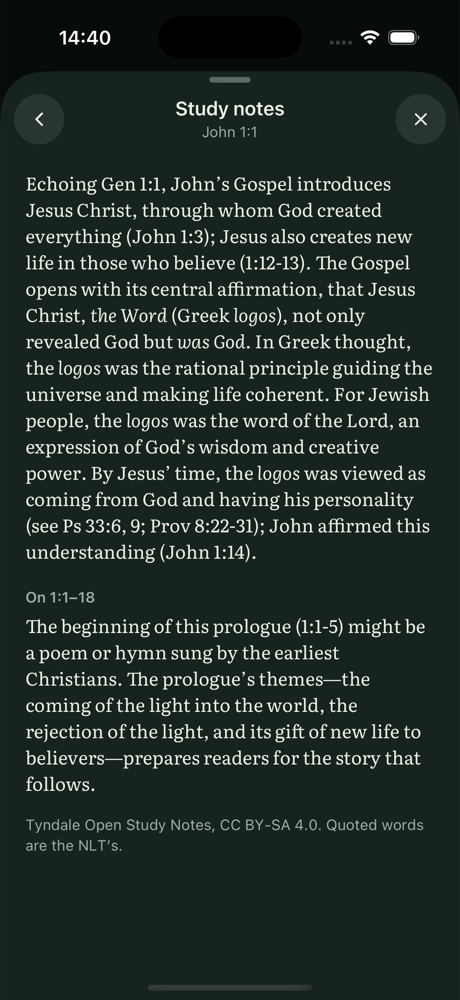 14:40
Study notes
John 1:1
Echoing Gen 1:1, John’s Gospel introduces
Jesus Christ, through whom God created
everything (John 1:3); Jesus also creates new
life in those who believe (1:12-13). The Gospel
opens with its central affirmation, that Jesus
Christ, the Word (Greek logos), not only
revealed God but was God. In Greek thought,
the logos was the rational principle guiding the
universe and making life coherent. For Jewish
people, the logos was the word of the Lord, an
expression of God’s wisdom and creative
power. By Jesus’ time, the logos was viewed as
coming from God and having his personality
(see Ps 33:6, 9; Prov 8:22-31); John affirmed this
understanding (John 1:14).
On 1:1–18
The beginning of this prologue (1:1-5) might be
a poem or hymn sung by the earliest
Christians. The prologue’s themes—the
coming of the light into the world, the
rejection of the light, and its gift of new life to
believers—prepares readers for the story that
follows.
Tyndale Open Study Notes, CC BY-SA 4.0. Quoted words
are the NLT’s.